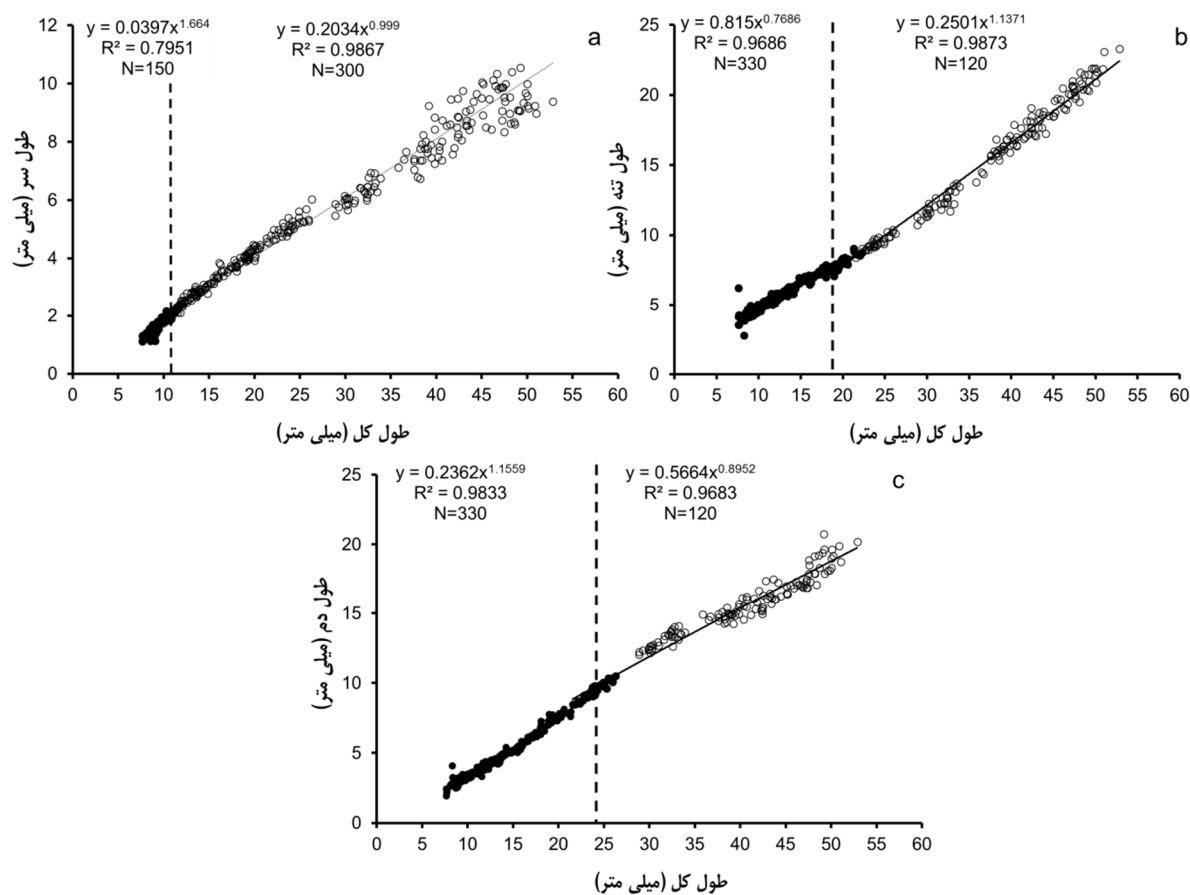 y = 0.0397x^1.664
R² = 0.7951
N=150
y = 0.2034x^0.999
R² = 0.9867
N=300
a
12
10
8
6
4
2
0
طول سر (میلی متر)
0 5 10 15 20 25 30 35 40 45 50 55 60
طول کل (میلی متر)
y = 0.815x^0.7686
R² = 0.9686
N=330
y = 0.2501x^1.1371
R² = 0.9873
N=120
b
25
20
15
10
5
0
طول تنه (میلی متر)
0 5 10 15 20 25 30 35 40 45 50 55 60
طول کل (میلی متر)
y = 0.2362x^1.1559
R² = 0.9833
N=330
y = 0.5664x^0.8952
R² = 0.9683
N=120
c
25
20
15
10
5
0
طول دم (میلی متر)
0 5 10 15 20 25 30 35 40 45 50 55 60
طول کل (میلی متر)